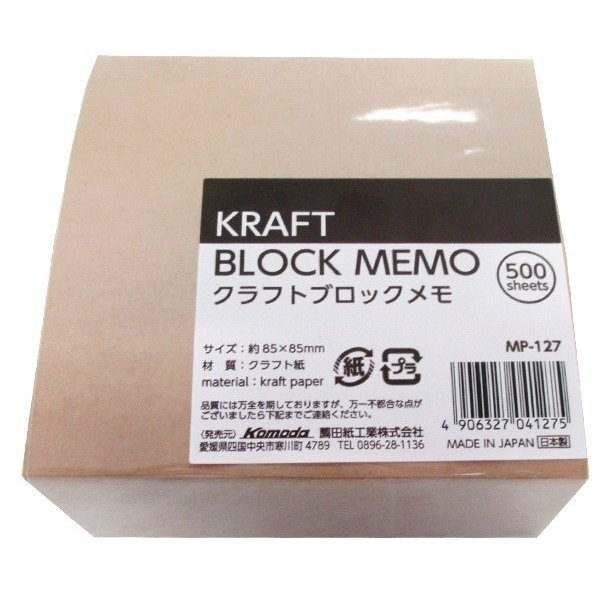 KRAFT
BLOCK MEMO
クラフトブロックメモ
500
sheets
サイズ：約 85×85mm
材　質：クラフト紙
material：kraft paper
紙
プラ
MP-127
品質には万全を期しておりますが、万一不都合な点が
ございましたら下記までご連絡ください。
〈発売元〉 Komoda 薦田紙工業株式会社
愛媛県四国中央市寒川町 4789　TEL 0896-28-1136
4 906327 041275
MADE IN JAPAN 日本製